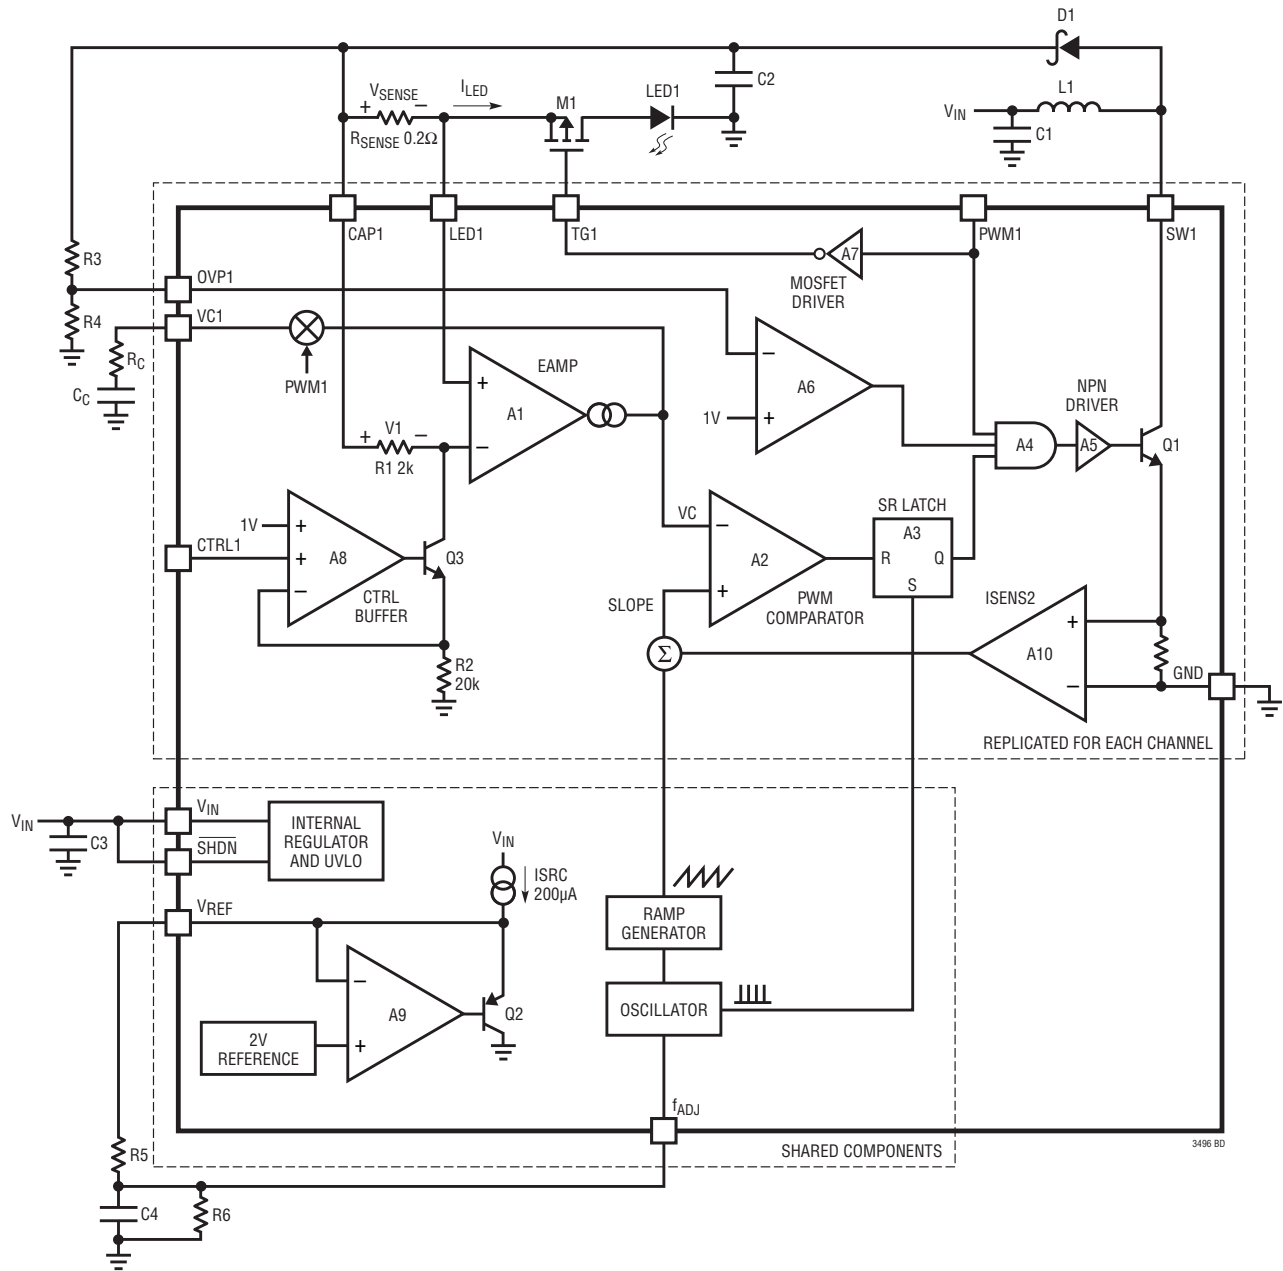 D1
C2
VSENSE
+ −
ILED
RSENSE 0.2Ω
M1
LED1
L1
VIN
C1
CAP1
LED1
TG1
PWM1
SW1
A7
MOSFET
DRIVER
R3
OVP1
R4
VC1
RC
CC
PWM1
EAMP
+
A1
−
+ V1 −
R1 2k
−
A6
1V
+
NPN
DRIVER
A4
A5
Q1
1V
+
CTRL1
+
A8
−
CTRL
BUFFER
Q3
R2
20k
VC
−
A2
SLOPE
+
PWM
COMPARATOR
SR LATCH
A3
R
Q
S
ISENS2
+
A10
−
GND
Σ
REPLICATED FOR EACH CHANNEL
VIN
C3
VIN
SHDN
INTERNAL
REGULATOR
AND UVLO
VIN
ISRC
200µA
VREF
−
A9
+
Q2
2V
REFERENCE
RAMP
GENERATOR
OSCILLATOR
fADJ
SHARED COMPONENTS
3496 BD
R5
C4
R6